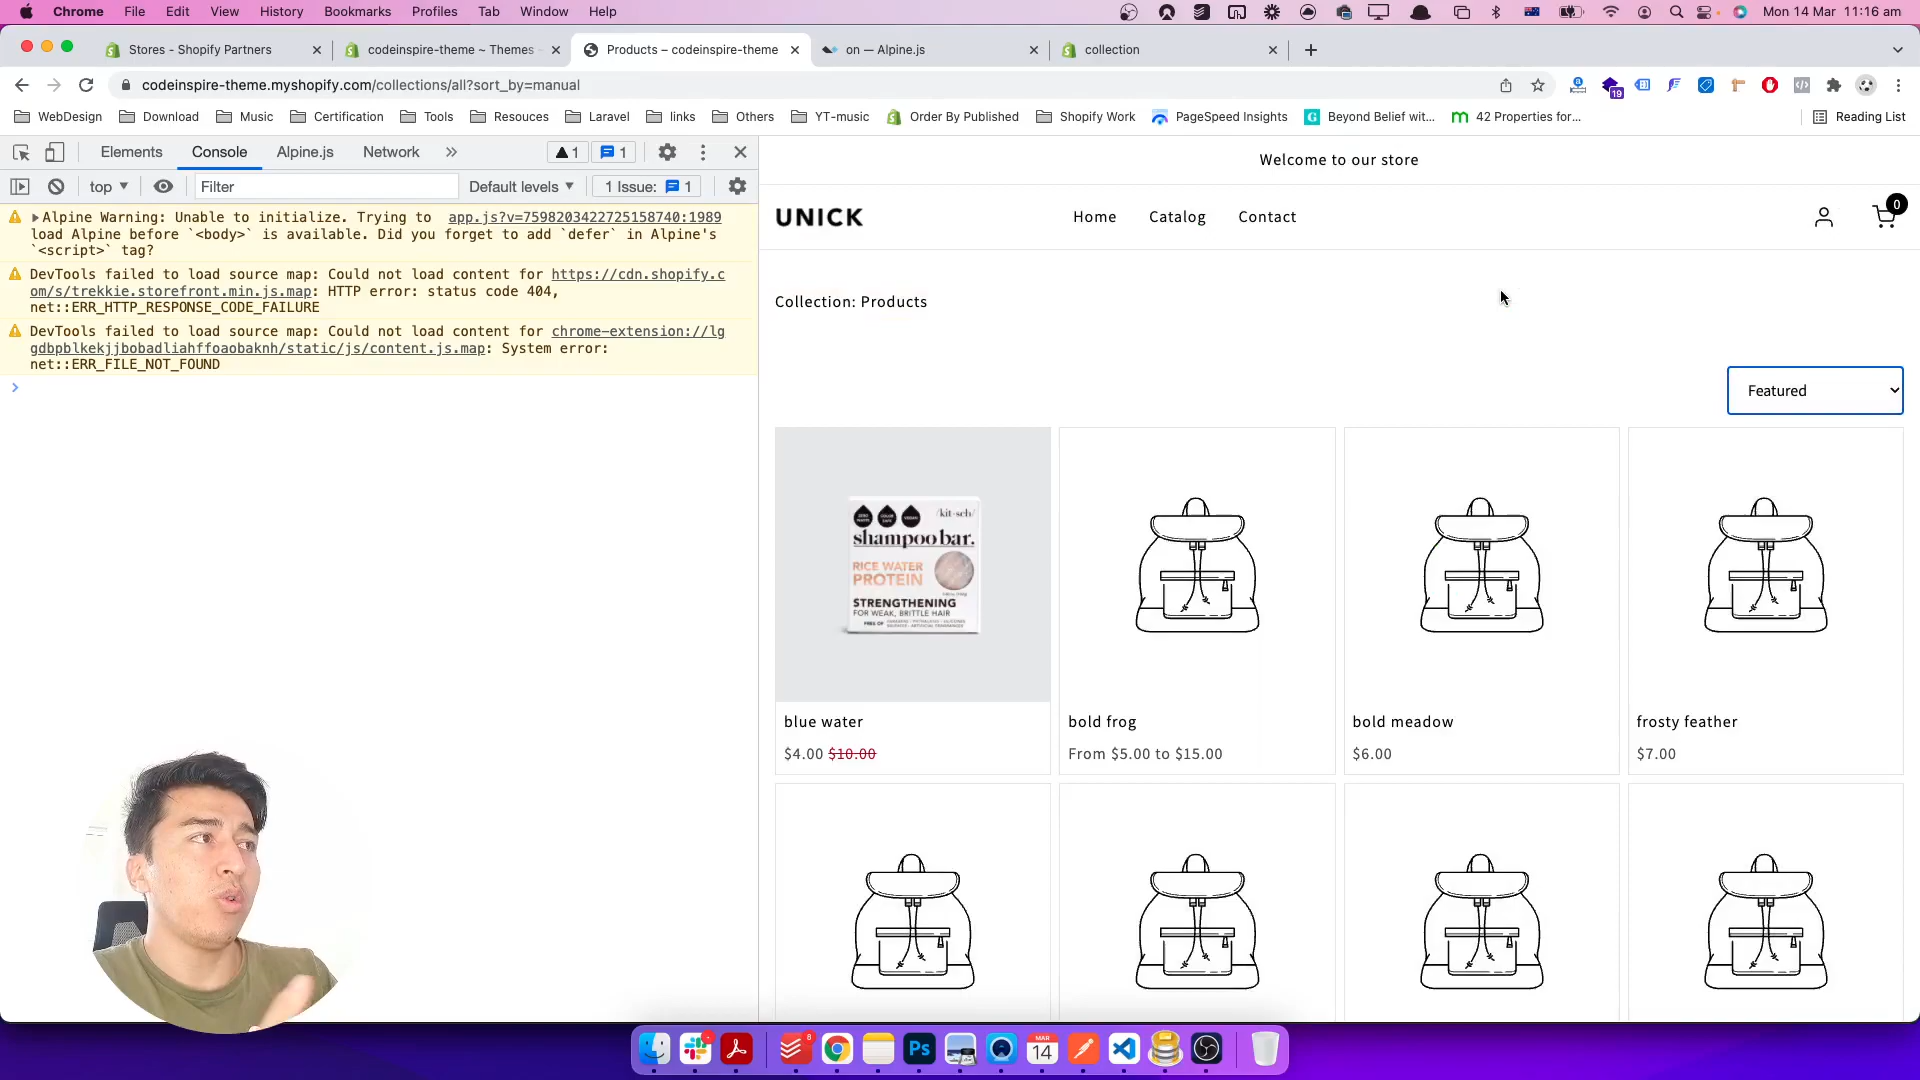 Chrome File Edit View History Bookmarks Profiles Tab Window Help Mon 14 Mar 11:16 am
Stores - Shopify Partners codeinspire-theme ~ Themes - Products – codeinspire-theme on — Alpine.js collection
codeinspire-theme.myshopify.com/collections/all?sort_by=manual 19
WebDesign Download Music Certification Tools Resouces Laravel links Others YT-music Order By Published Shopify Work PageSpeed Insights Beyond Belief wit... 42 Properties for... Reading List
Elements Console Alpine.js Network 1 1
top Filter Default levels 1 Issue: 1
Alpine Warning: Unable to initialize. Trying to app.js?v=7598203422725158740:1989
load Alpine before `<body>` is available. Did you forget to add `defer` in Alpine's
`<script>` tag?
DevTools failed to load source map: Could not load content for https://cdn.shopify.c
om/s/trekkie.storefront.min.js.map: HTTP error: status code 404,
net::ERR_HTTP_RESPONSE_CODE_FAILURE
DevTools failed to load source map: Could not load content for chrome-extension://lg
gdbpblkekjjbobadliahffoaobaknh/static/js/content.js.map: System error:
net::ERR_FILE_NOT_FOUND
Welcome to our store
UNICK Home Catalog Contact 0
Collection: Products
Featured
/kit·sch/
shampoo bar.
RICE WATER
PROTEIN
STRENGTHENING
FOR WEAK, BRITTLE HAIR
blue water
$4.00 $10.00
bold frog
From $5.00 to $15.00
bold meadow
$6.00
frosty feather
$7.00
8 Ps MAR 14